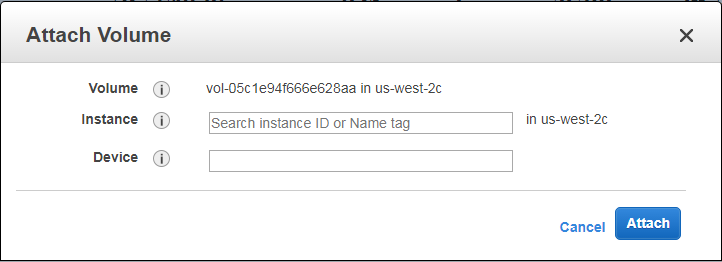 Attach Volume
Volume i vol-05c1e94f666e628aa in us-west-2c
Instance i Search instance ID or Name tag in us-west-2c
Device i
Cancel Attach